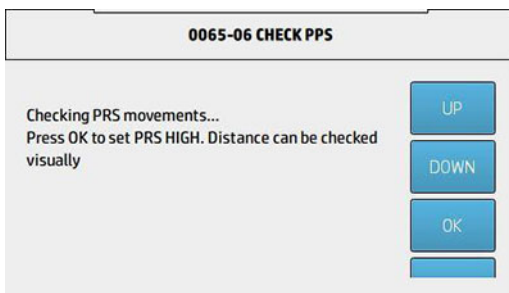 0065-06 CHECK PPS
Checking PRS movements...
Press OK to set PRS HIGH. Distance can be checked
visually
UP
DOWN
OK